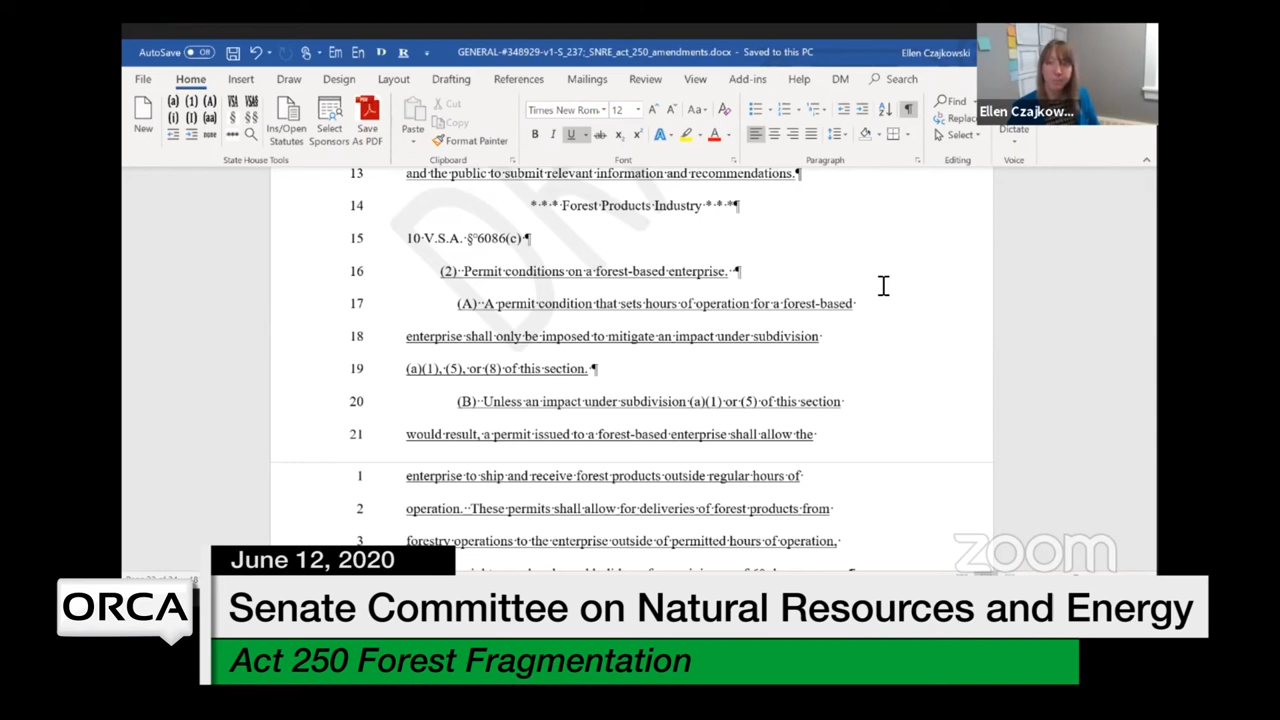 AutoSave Off Em En D R GENERAL-#348929-v1-S_237;_SNRE_act_250_amendments.docx - Saved to this PC Ellen Czajkowski
File Home Insert Draw Design Layout Drafting References Mailings Review Add-ins Help DM Search
New Ins/Open Statutes Select Sponsors Save As PDF
State House Tools
Paste Cut Copy Format Painter
Clipboard
Times New Rom 12
Font
Paragraph
Find
Replace
Select
Editing
Dictate
Voice
Ellen Czajkow...
13 and the public to submit relevant information and recommendations.¶
14 * * * Forest Products Industry * * *¶
15 10 V.S.A. § 6086(c) ¶
16 (2) Permit conditions on a forest-based enterprise. ¶
17 (A) A permit condition that sets hours of operation for a forest-based
18 enterprise shall only be imposed to mitigate an impact under subdivision
19 (a)(1), (5), or (8) of this section. ¶
20 (B) Unless an impact under subdivision (a)(1) or (5) of this section
21 would result, a permit issued to a forest-based enterprise shall allow the
1 enterprise to ship and receive forest products outside regular hours of
2 operation. These permits shall allow for deliveries of forest products from
3 forestry operations to the enterprise outside of permitted hours of operation,
zoom
June 12, 2020
ORCA
Senate Committee on Natural Resources and Energy
Act 250 Forest Fragmentation